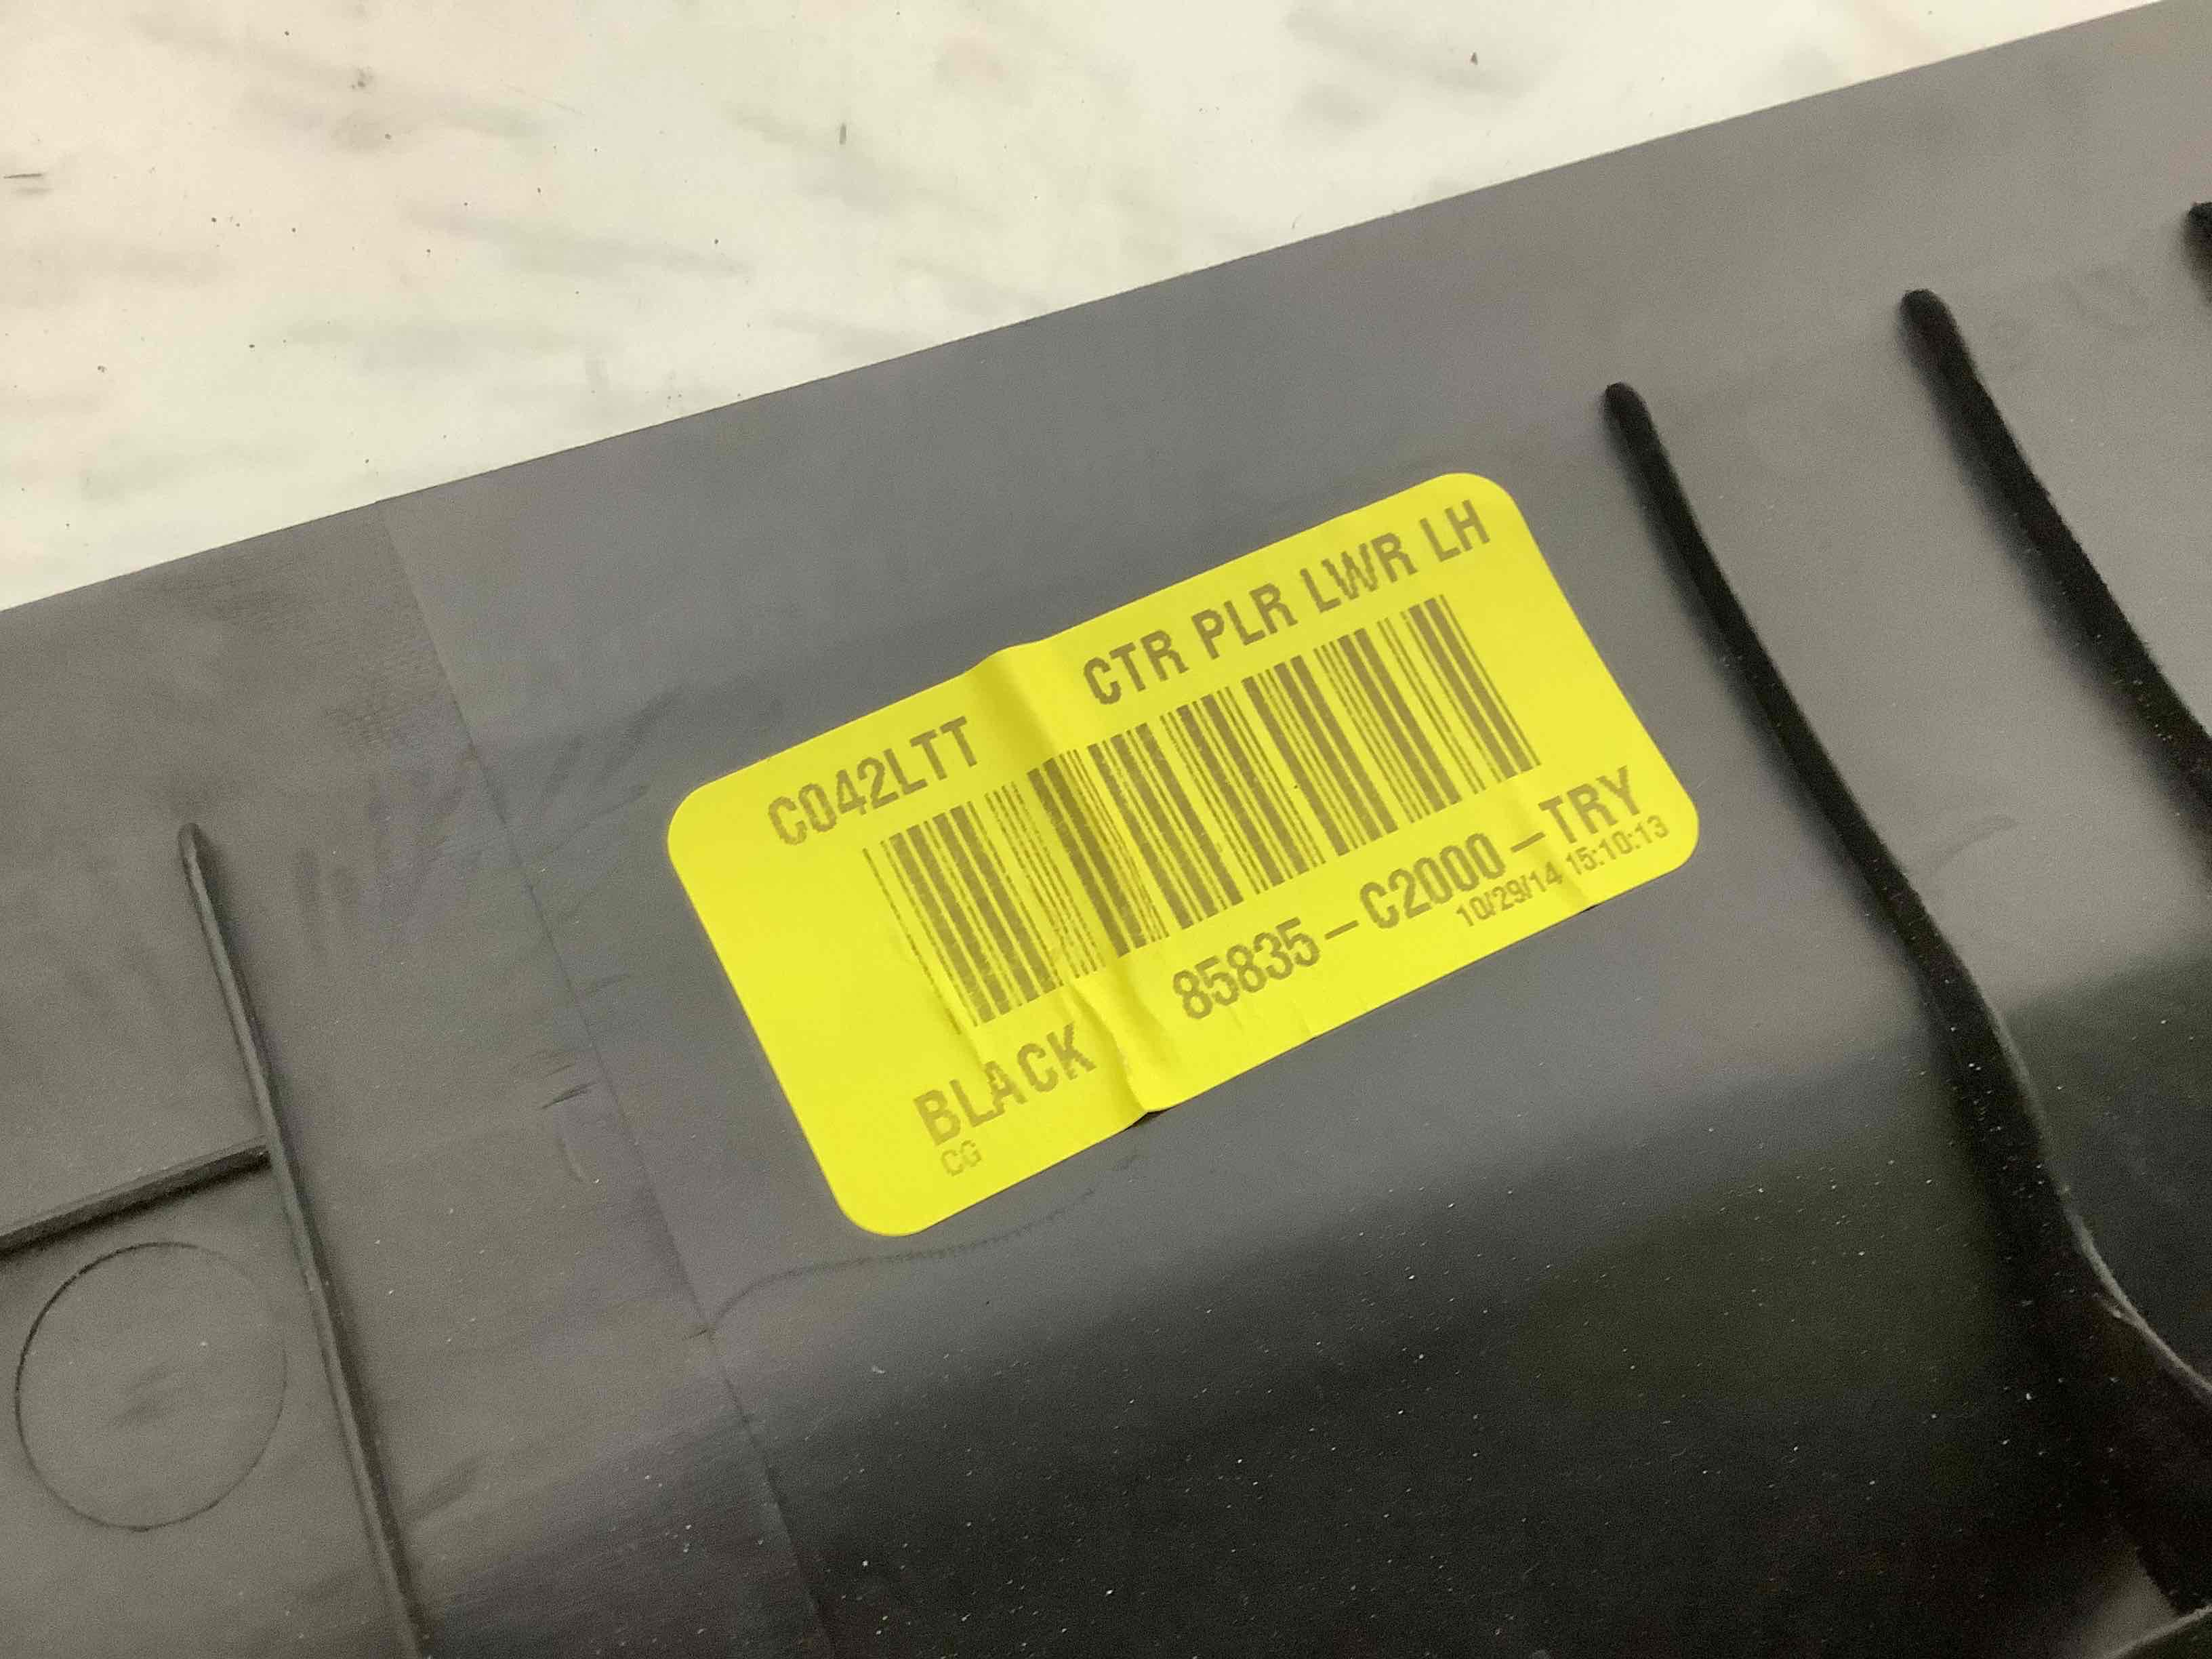 C042LTT CTR PLR LWR LH
BLACK 85835-C2000-TRY
CG 10/29/14 15:10:13